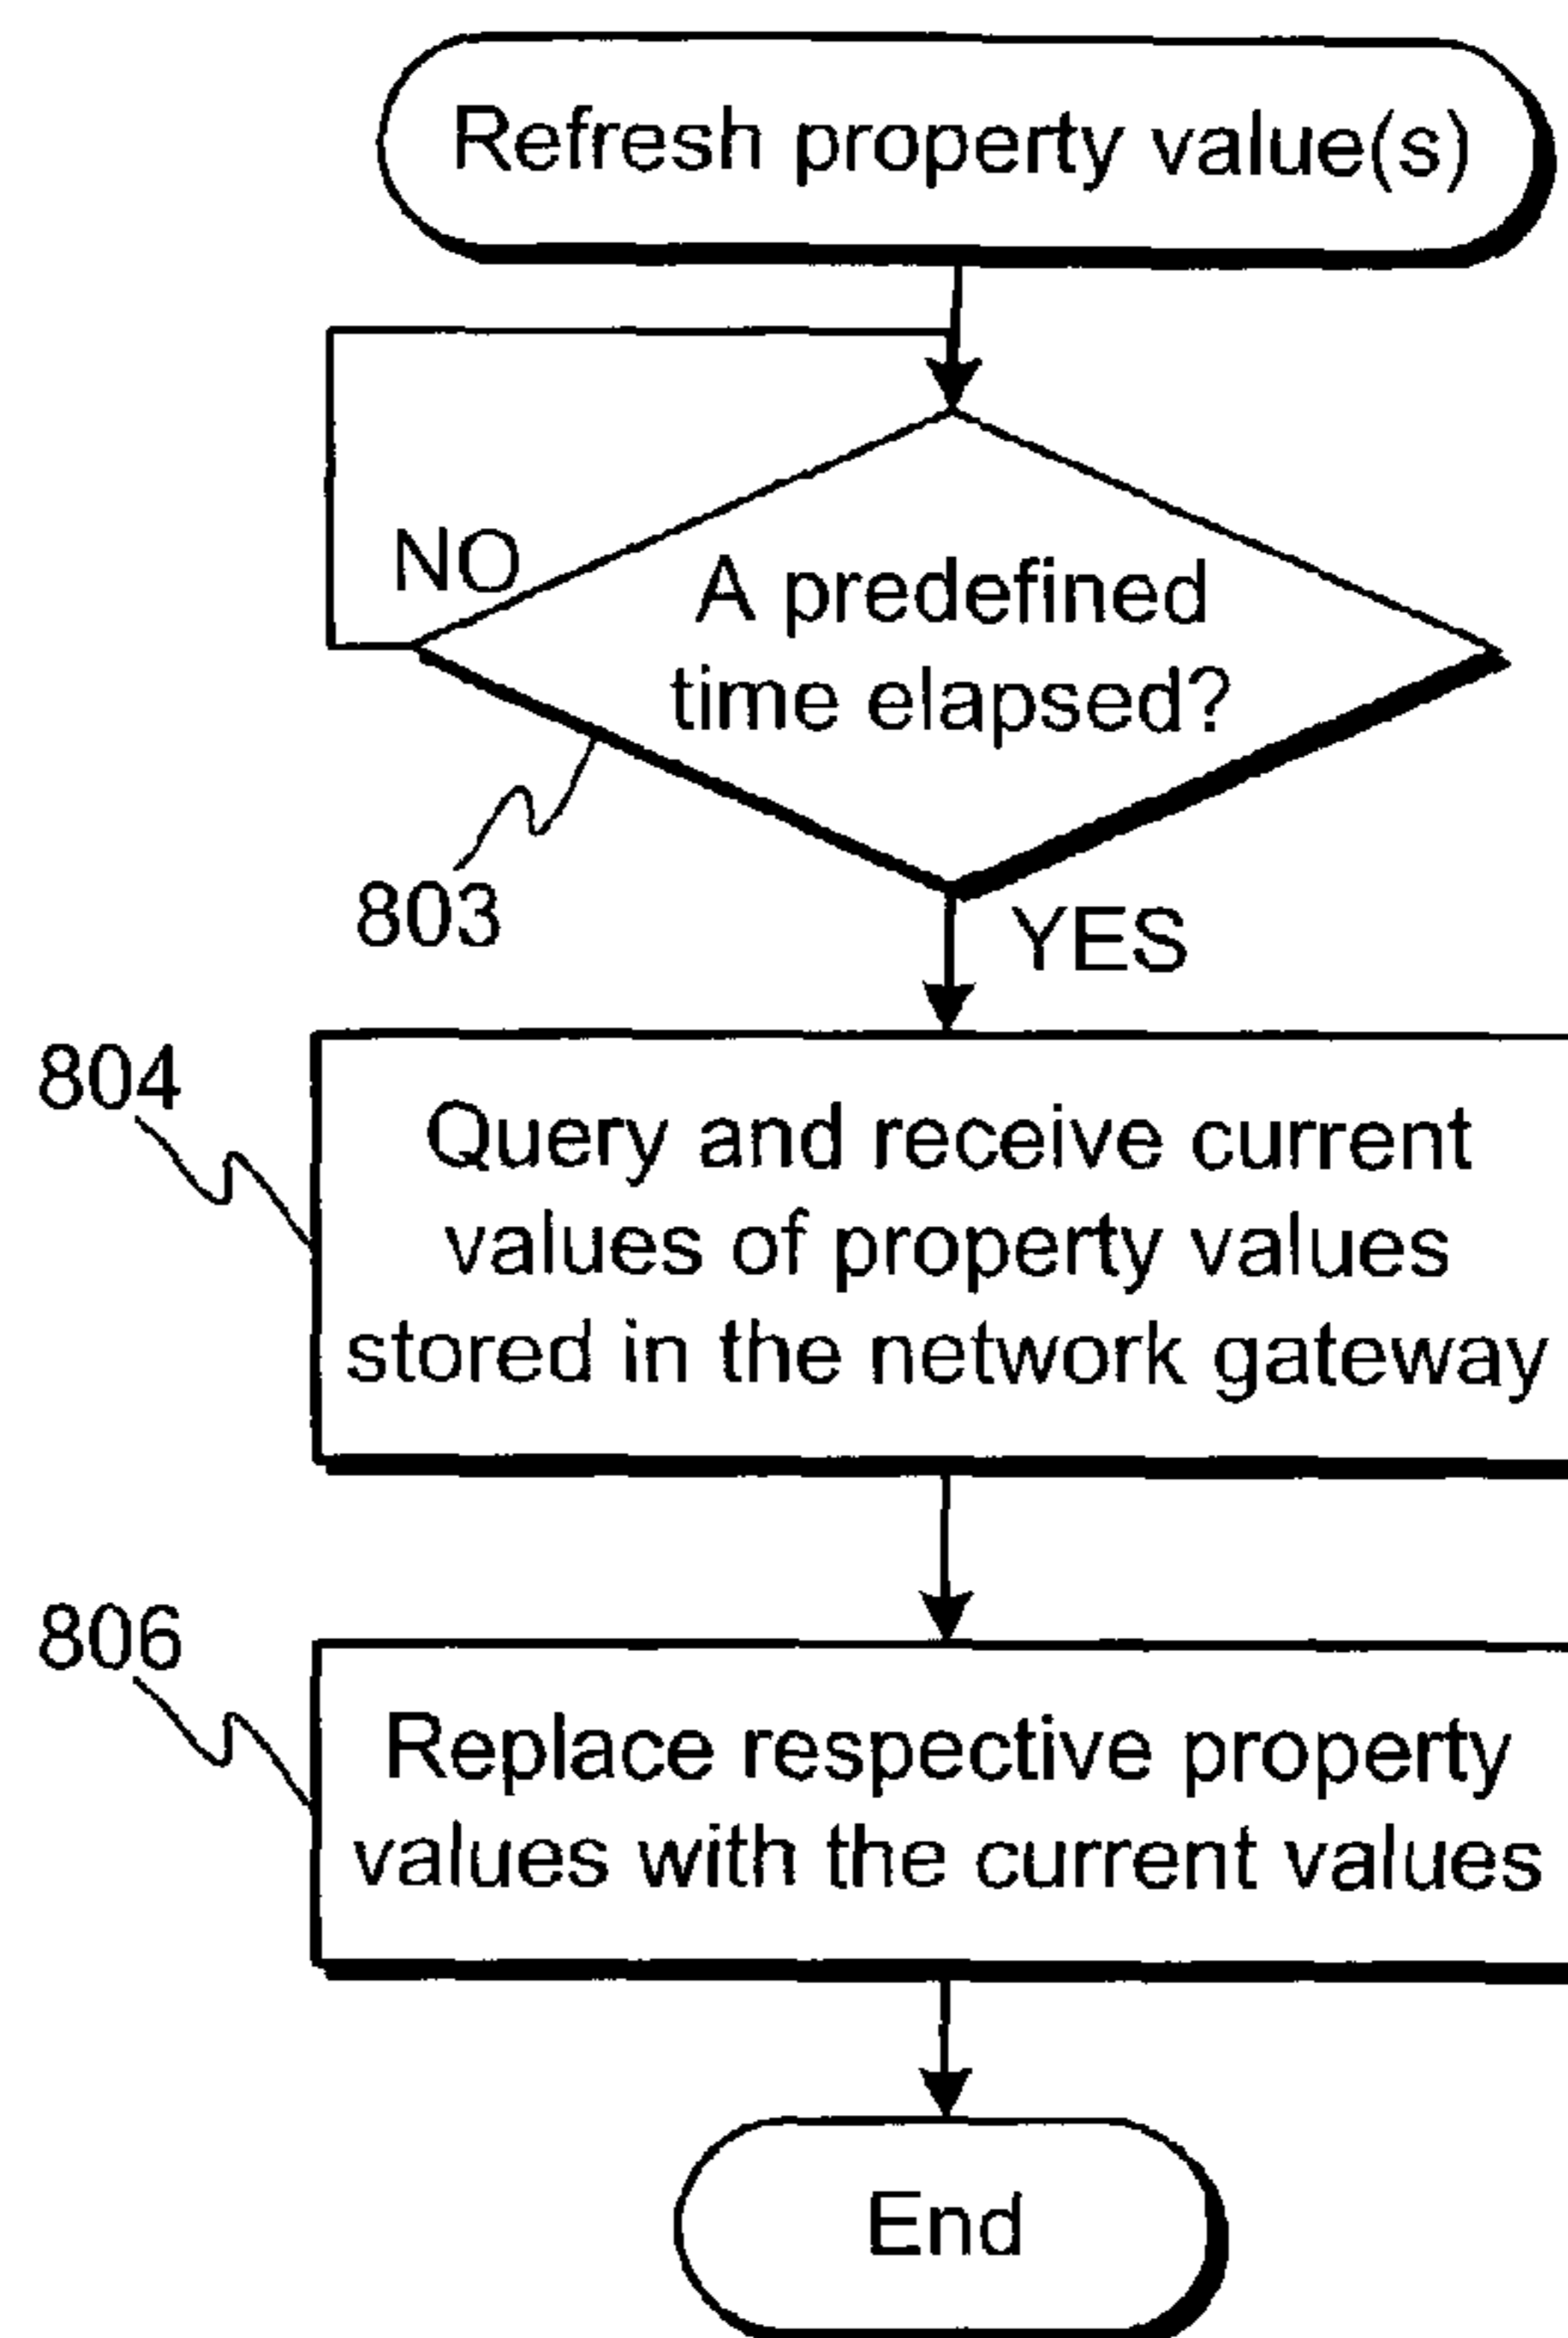 Refresh property value(s)
NO
A predefined
time elapsed?
803
YES
804
Query and receive current
values of property values
stored in the network gateway
806
Replace respective property
values with the current values
End